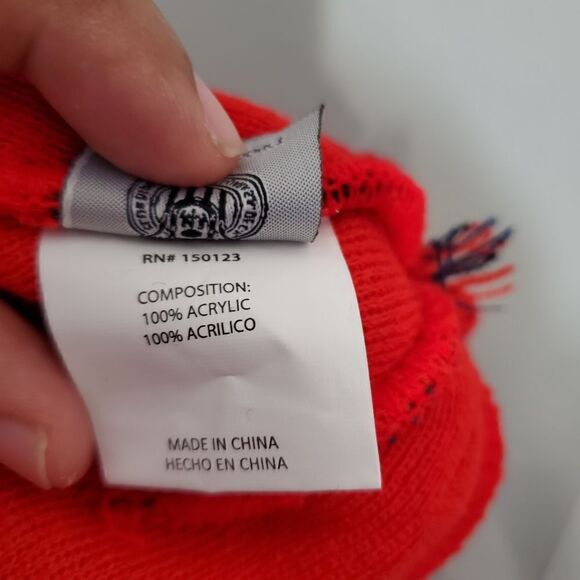 RN# 150123
COMPOSITION:
100% ACRYLIC
100% ACRILICO
MADE IN CHINA
HECHO EN CHINA